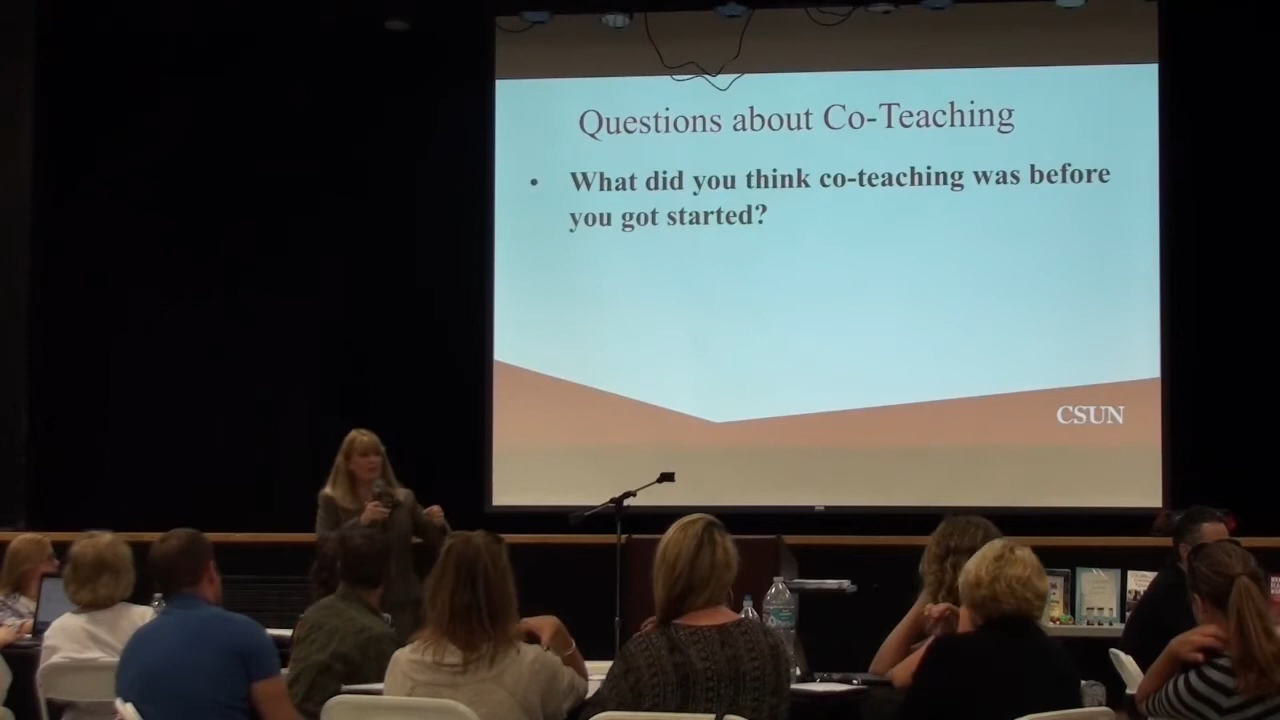 Questions about Co-Teaching
• What did you think co-teaching was before
you got started?
CSUN